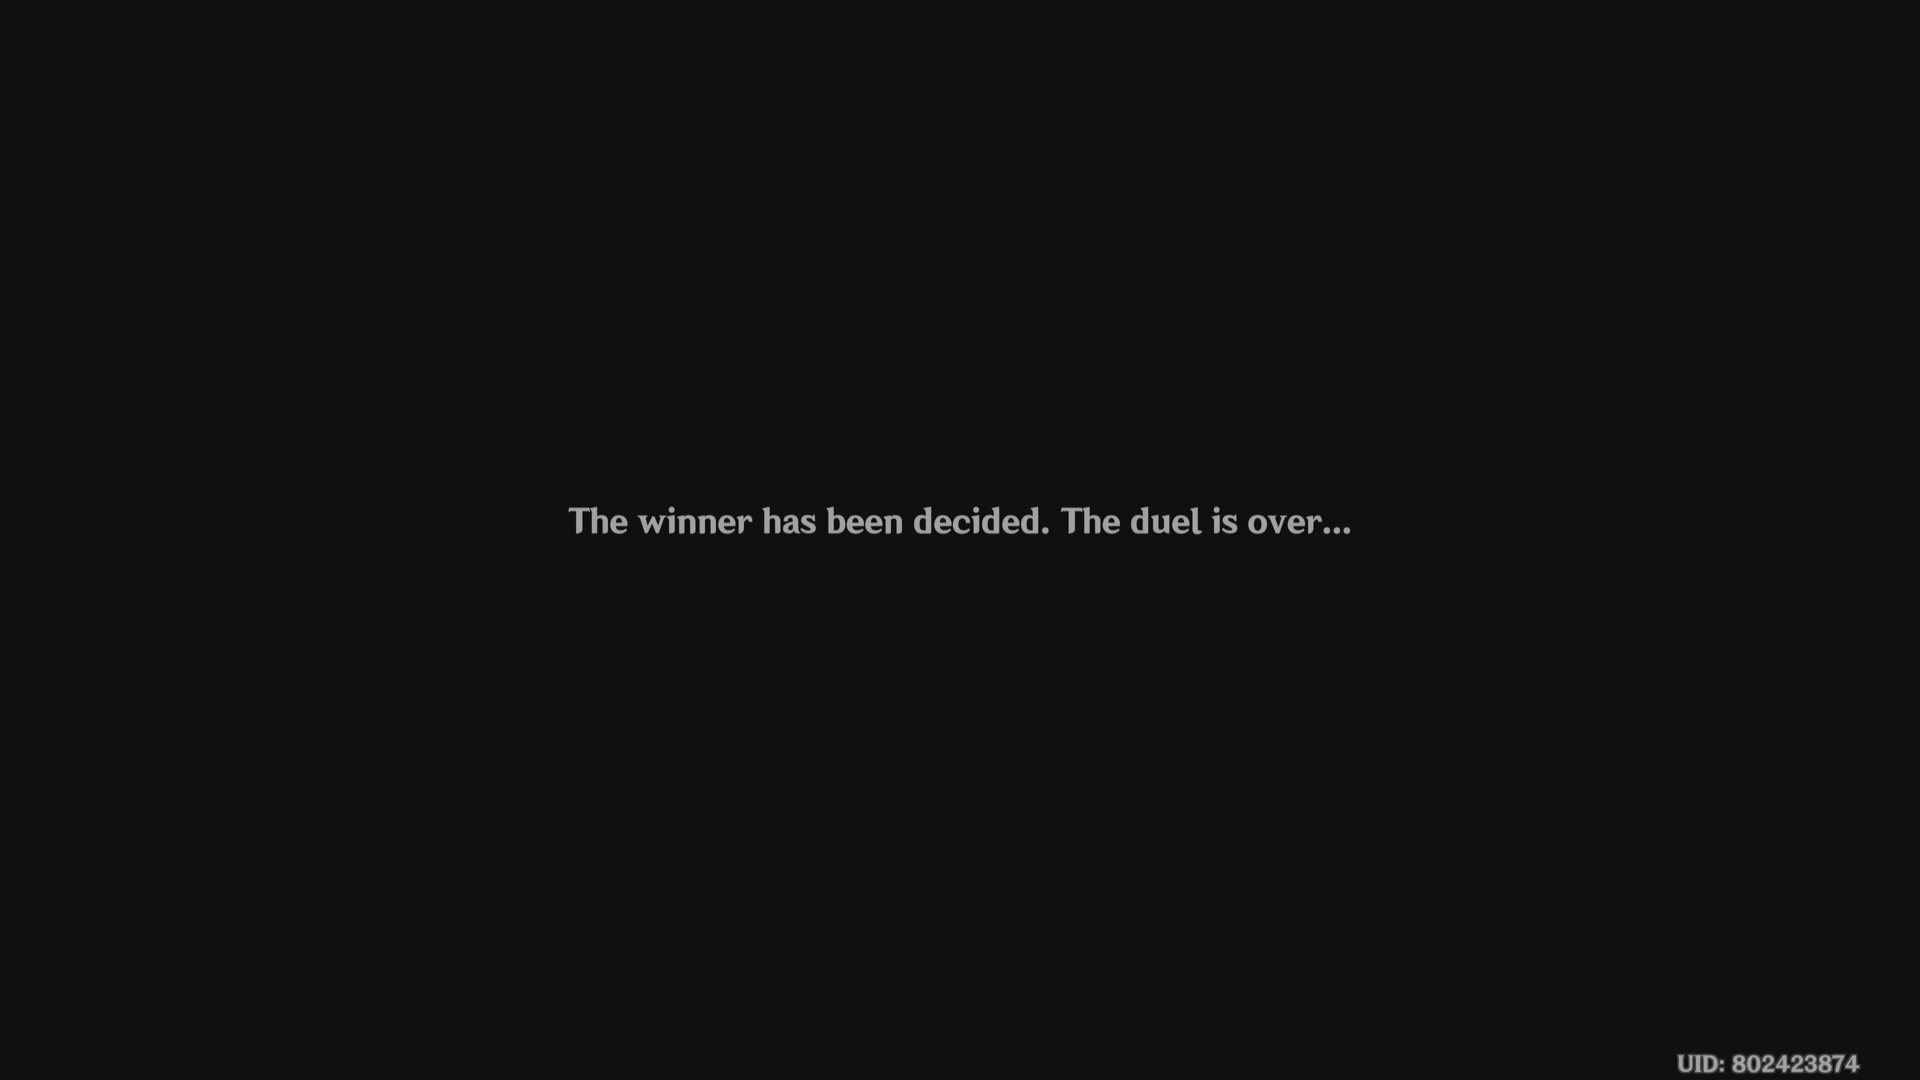 The winner has been decided. The duel is over...
UID: 802423874